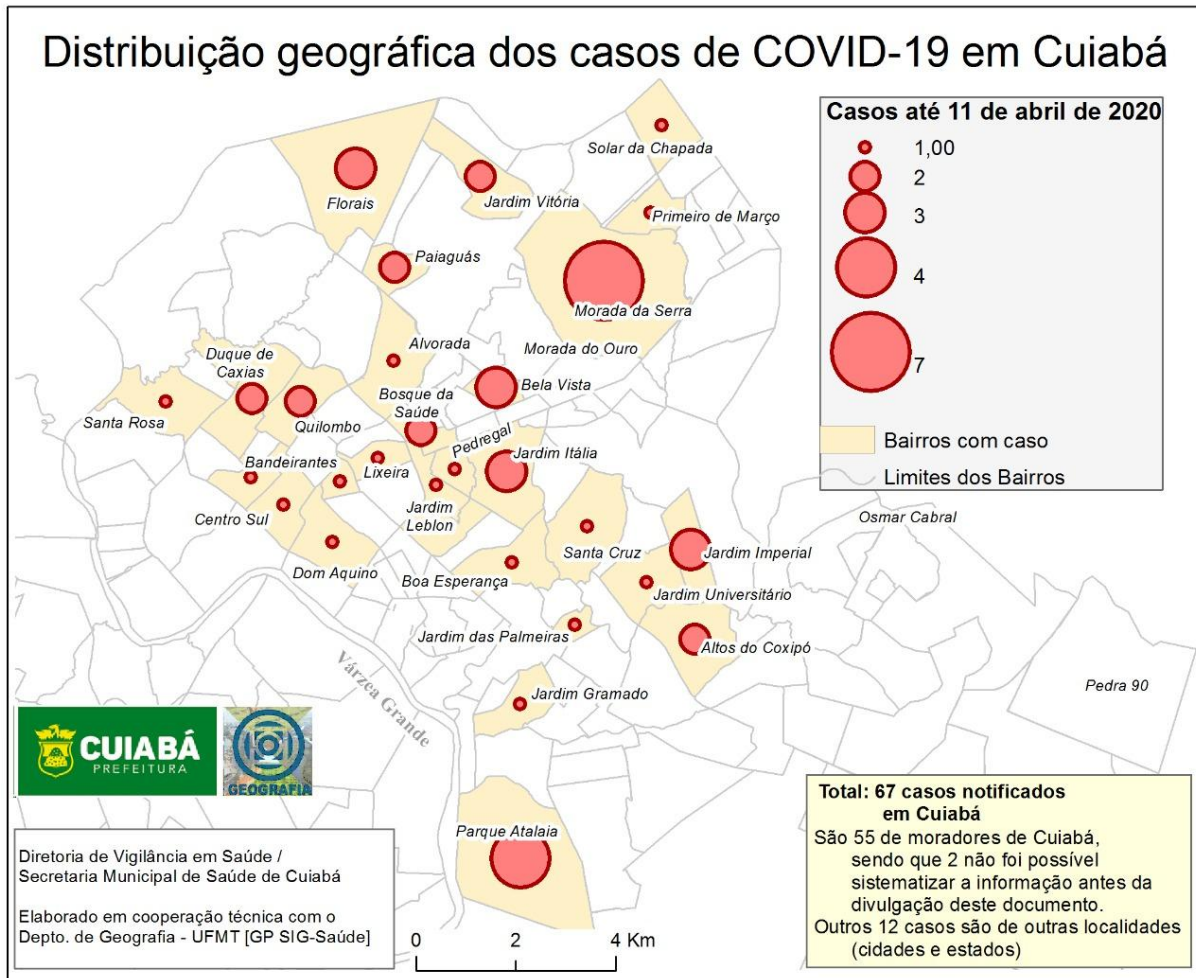 Distribuição geográfica dos casos de COVID-19 em Cuiabá
Casos até 11 de abril de 2020
1,00
2
3
4
7
Bairros com caso
Limites dos Bairros
Solar da Chapada
Florais
Jardim Vitória
Primeiro de Março
Paiaguás
Morada da Serra
Morada do Ouro
Alvorada
Duque de
Caxias
Bela Vista
Bosque da
Saúde
Santa Rosa
Quilombo
Pedregal
Jardim Itália
Bandeirantes
Lixeira
Jardim
Leblon
Centro Sul
Osmar Cabral
Santa Cruz
Jardim Imperial
Dom Aquino
Boa Esperança
Jardim Universitário
Jardim das Palmeiras
Altos do Coxipó
Várzea Grande
Pedra 90
Jardim Gramado
CUIABÁ
PREFEITURA
GEOGRAFIA
Parque Atalaia
Total: 67 casos notificados
em Cuiabá
São 55 de moradores de Cuiabá,
sendo que 2 não foi possível
sistematizar a informação antes da
divulgação deste documento.
Outros 12 casos são de outras localidades
(cidades e estados)
Diretoria de Vigilância em Saúde /
Secretaria Municipal de Saúde de Cuiabá
Elaborado em cooperação técnica com o
Depto. de Geografia - UFMT [GP SIG-Saúde]
0 2 4 Km